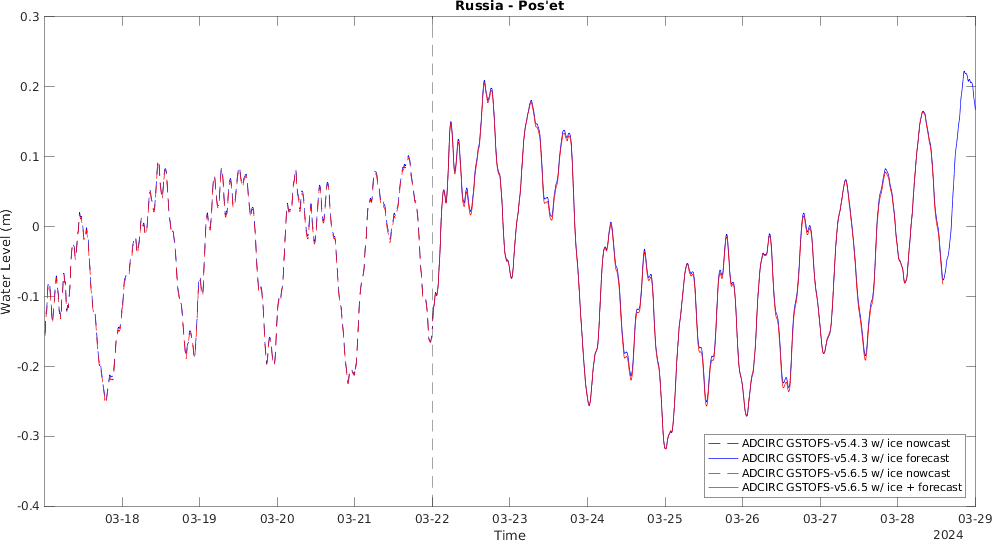 Russia - Pos'et
0.3
0.2
0.1
0
-0.1
-0.2
-0.3
-0.4
Water Level (m)
ADCIRC GSTOFS-v5.4.3 w/ ice nowcast
ADCIRC GSTOFS-v5.4.3 w/ ice forecast
ADCIRC GSTOFS-v5.6.5 w/ ice nowcast
ADCIRC GSTOFS-v5.6.5 w/ ice + forecast
03-18 03-19 03-20 03-21 03-22 03-23 03-24 03-25 03-26 03-27 03-28 03-29
Time
2024